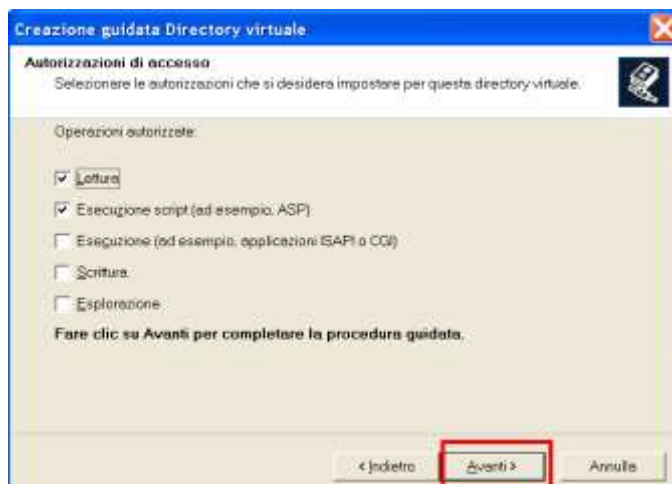 Creazione guidata Directory virtuale
Autorizzazioni di accesso
Selezionare le autorizzazioni che si desidera impostare per questa directory virtuale.
Operazioni autorizzate:
Lettura
Esecuzione script (ad esempio, ASP)
Esecuzione (ad esempio, applicazioni ISAPI o CGI)
Scrittura
Esplorazione
Fare clic su Avanti per completare la procedura guidata.
< Indietro Avanti > Annulla